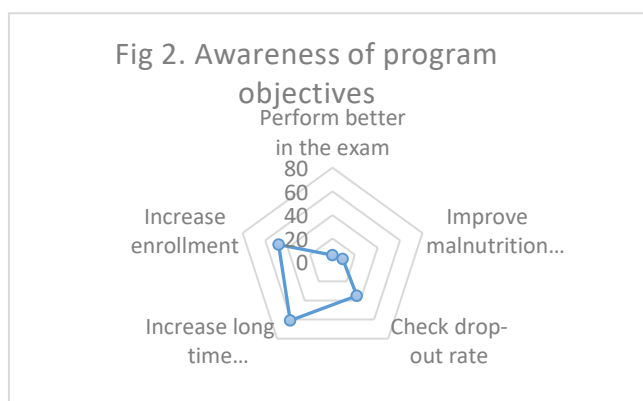 Fig 2. Awareness of program
objectives
Perform better
in the exam
80
60
40
20
0
Increase
enrollment
Improve
malnutrition...
Increase long
time...
Check drop-
out rate